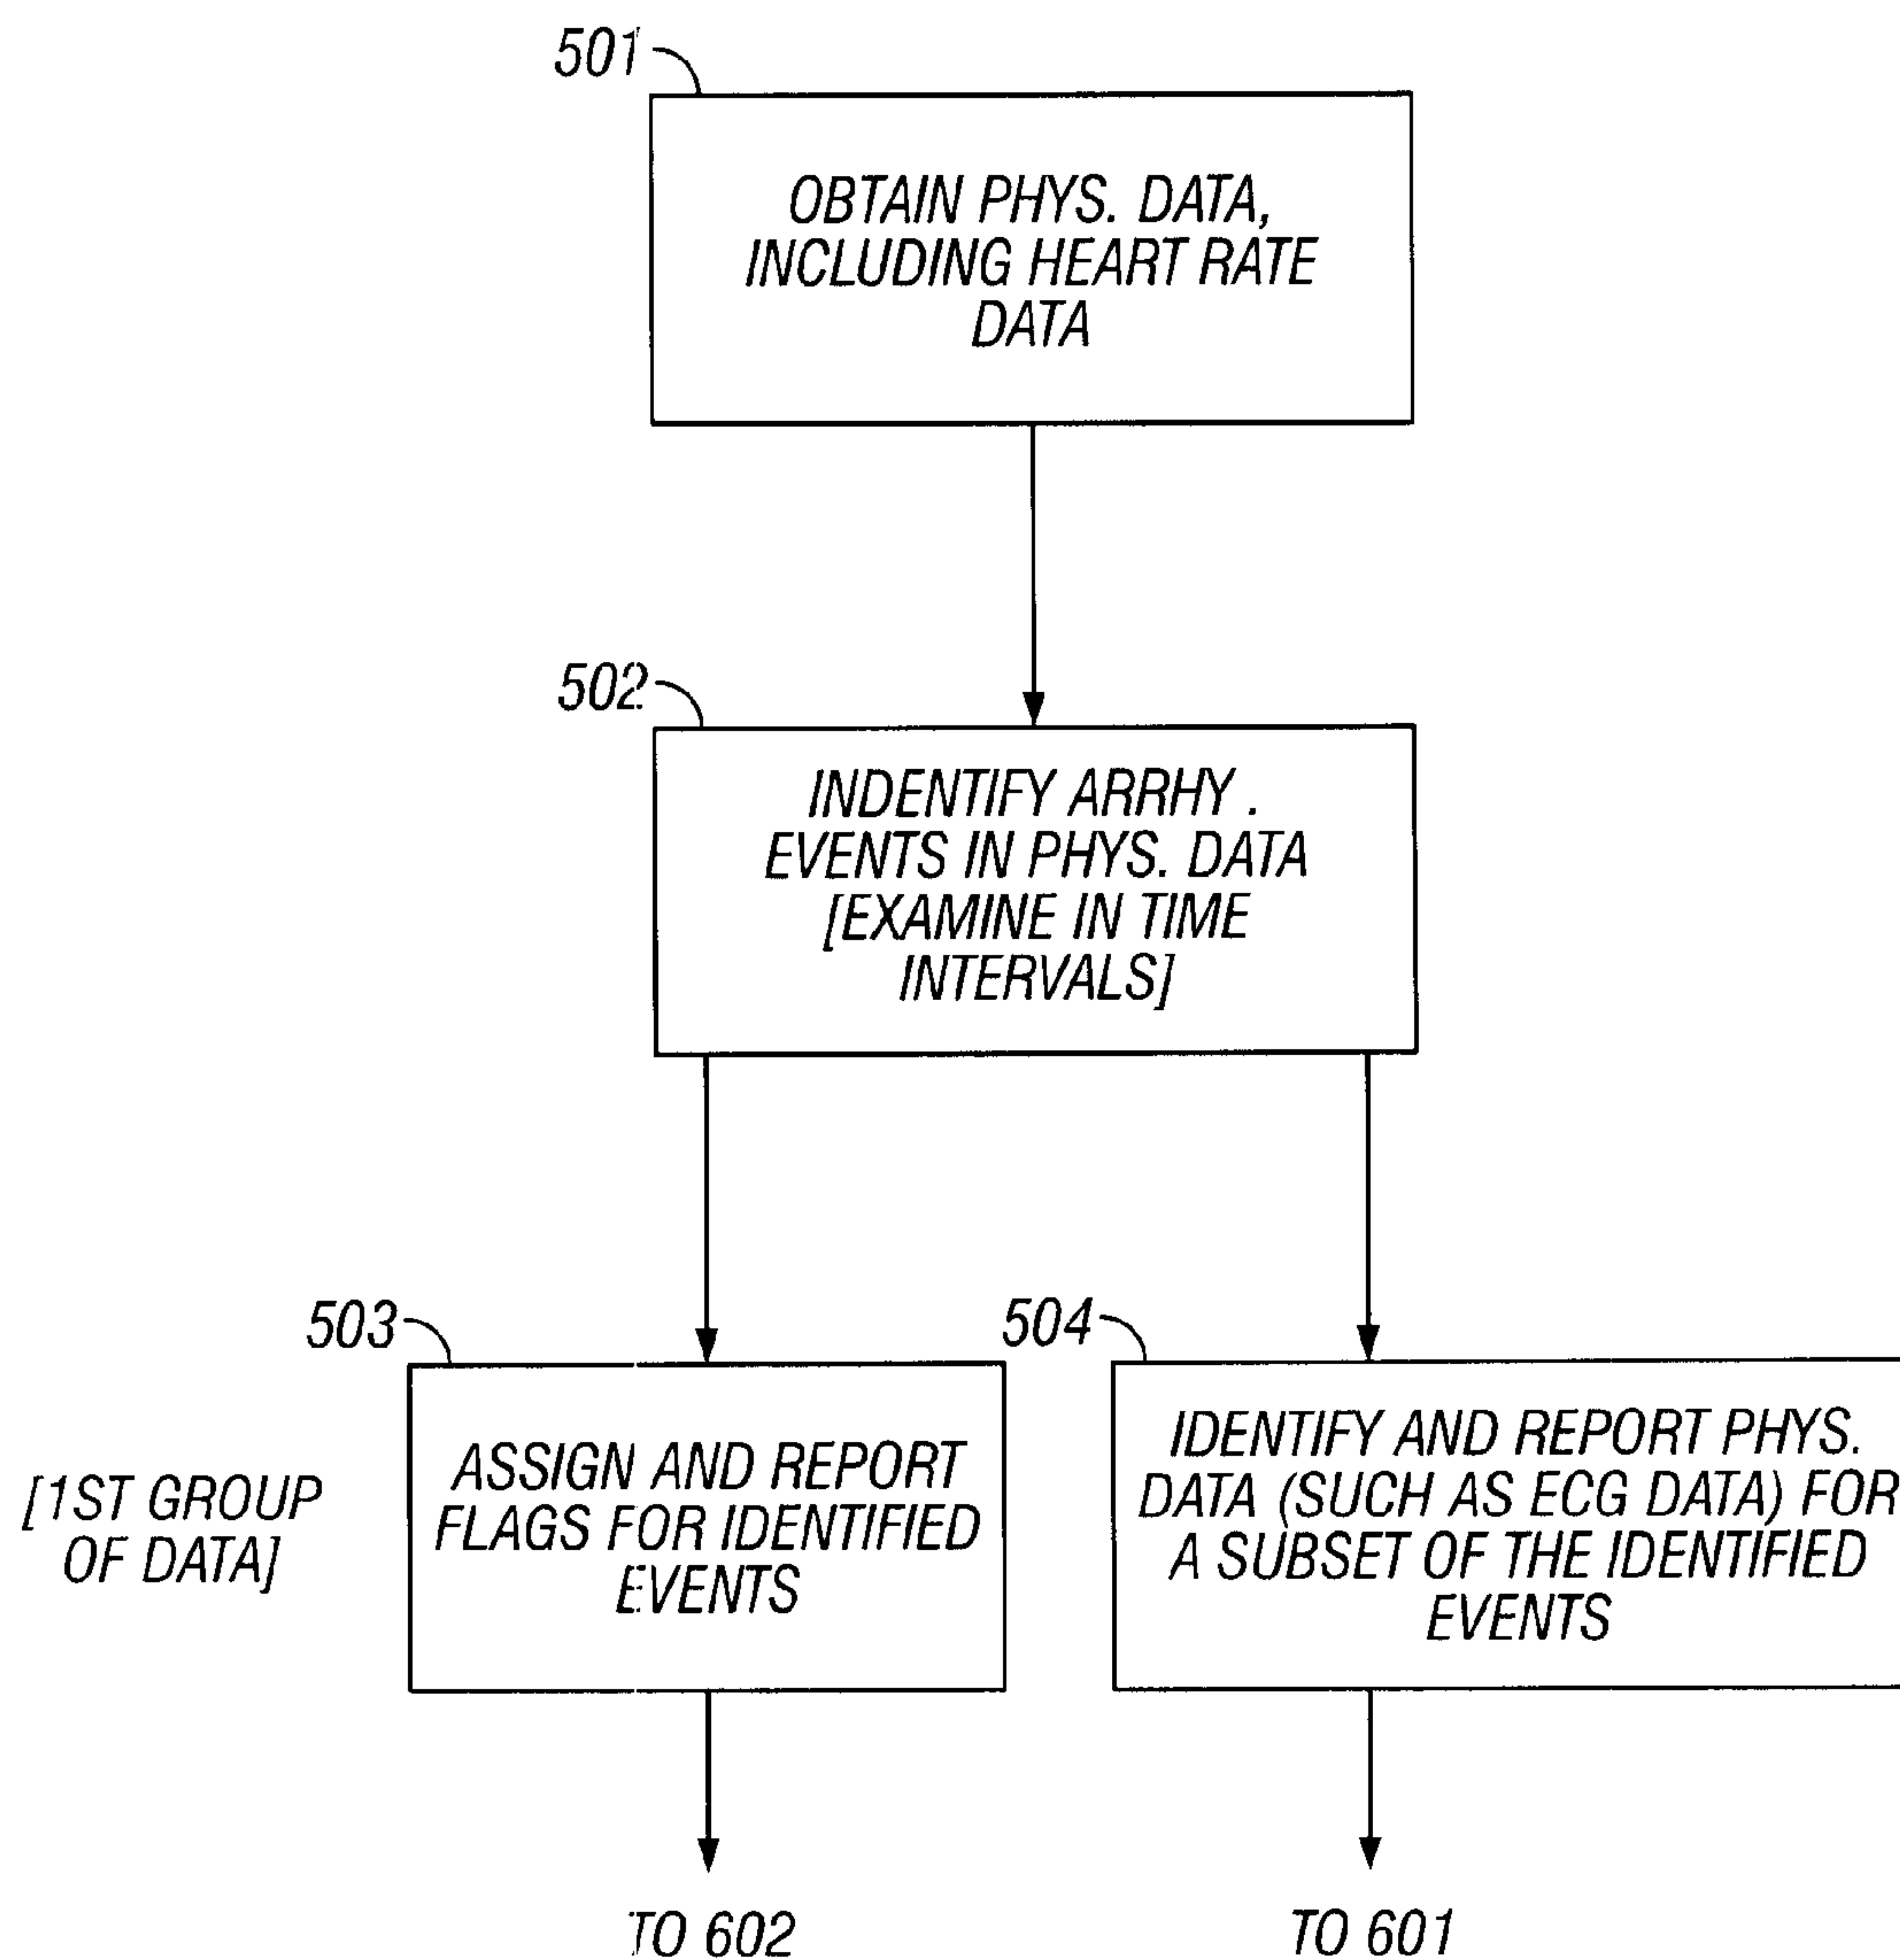 501
OBTAIN PHYS. DATA,
INCLUDING HEART RATE
DATA
502
INDENTIFY ARRHY .
EVENTS IN PHYS. DATA
[EXAMINE IN TIME
INTERVALS]
503
504
[1ST GROUP
OF DATA]
ASSIGN AND REPORT
FLAGS FOR IDENTIFIED
EVENTS
IDENTIFY AND REPORT PHYS.
DATA (SUCH AS ECG DATA) FOR
A SUBSET OF THE IDENTIFIED
EVENTS
TO 602
TO 601